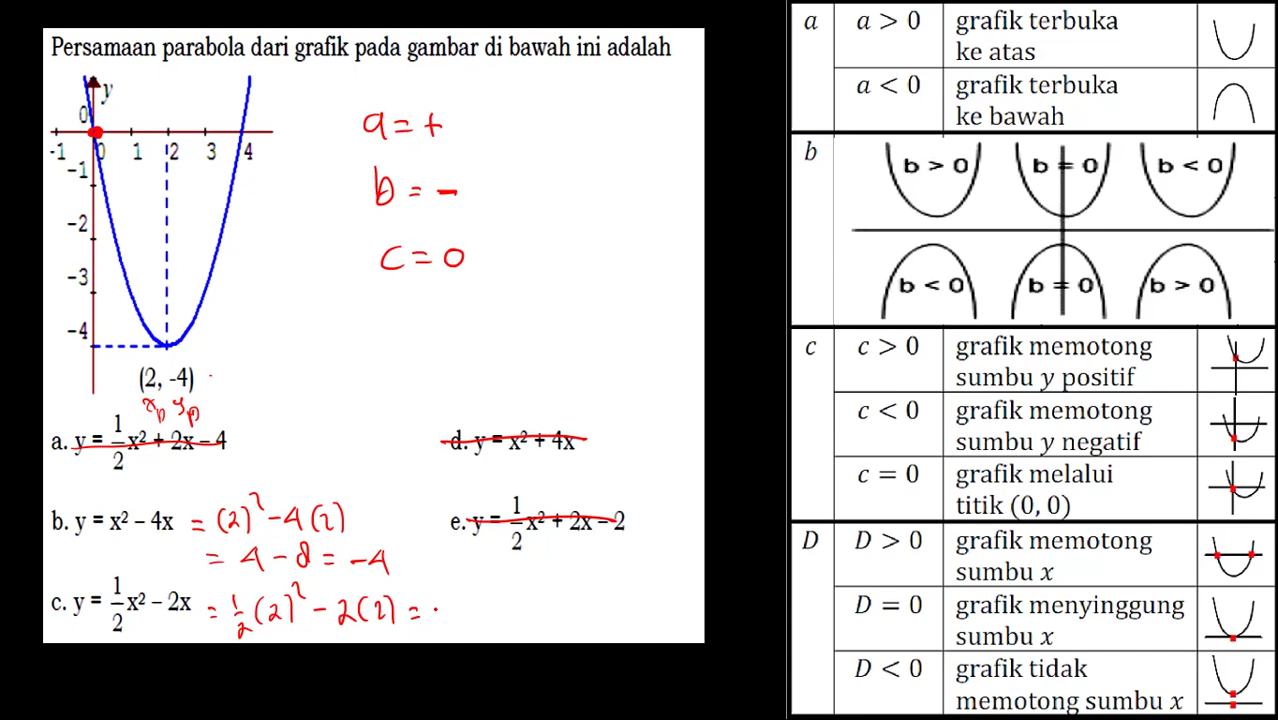 Persamaan parabola dari grafik pada gambar di bawah ini adalah
y
0
-1 0 1 2 3 4
-1
-2
-3
-4
(2, -4)
xp yp
a = +
b = -
c = 0
a. y = 1/2 x² + 2x – 4
d. y = x² + 4x
b. y = x² – 4x = (2)² - 4(2)
= 4 - 8 = -4
e. y = 1/2 x² + 2x – 2
c. y = 1/2 x² – 2x = 1/2 (2)² - 2(2) =
a a > 0 grafik terbuka
ke atas
a < 0 grafik terbuka
ke bawah
b b > 0 b = 0 b < 0
b < 0 b = 0 b > 0
c c > 0 grafik memotong
sumbu y positif
c < 0 grafik memotong
sumbu y negatif
c = 0 grafik melalui
titik (0, 0)
D D > 0 grafik memotong
sumbu x
D = 0 grafik menyinggung
sumbu x
D < 0 grafik tidak
memotong sumbu x